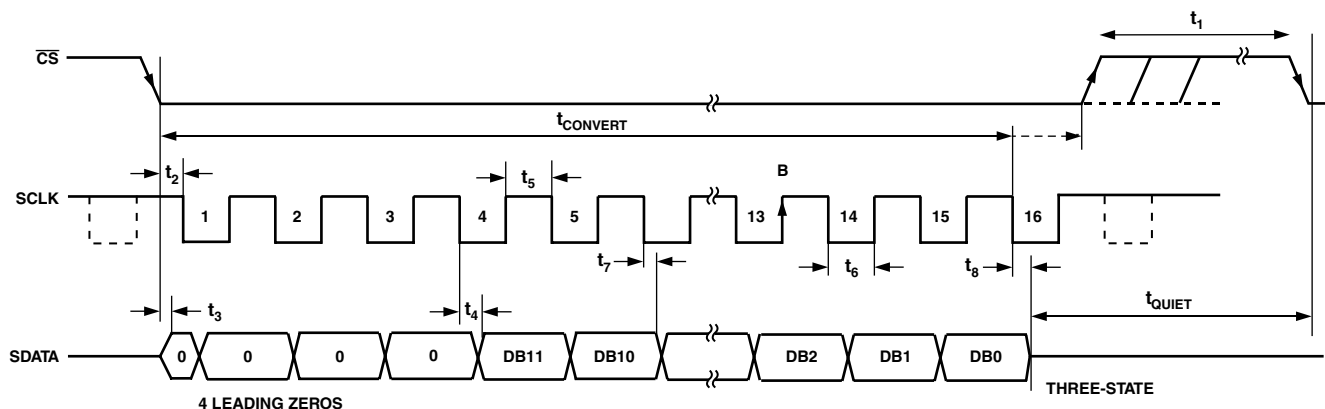 t1
CS
tCONVERT
t2
B
t5
SCLK
1 2 3 4 5 13 14 15 16
t7 t6 t8
t3 t4 tQUIET
SDATA
0 0 0 0 DB11 DB10 DB2 DB1 DB0
THREE-STATE
4 LEADING ZEROS